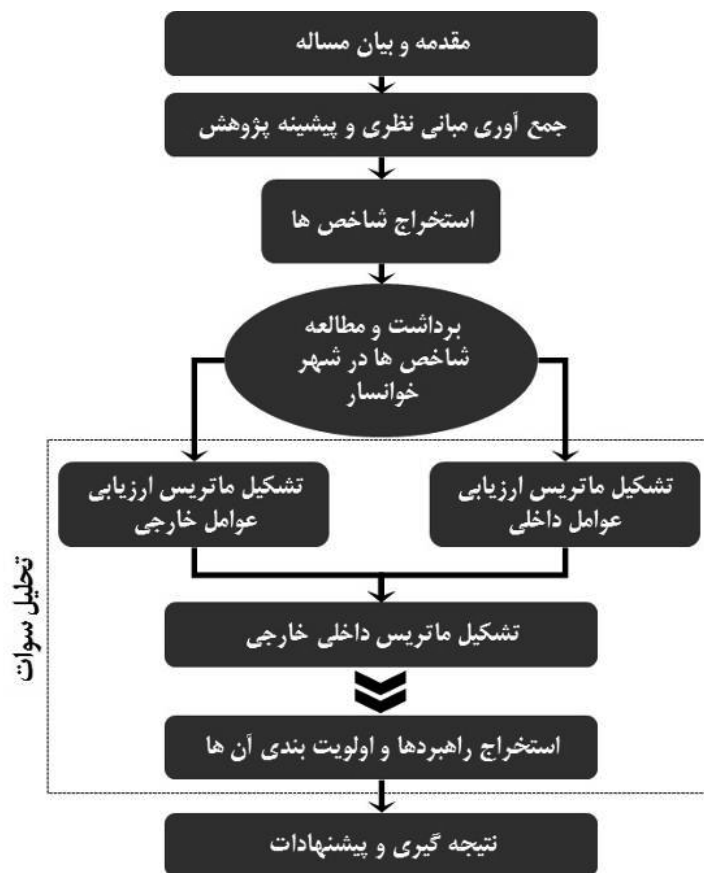 مقدمه و بیان مساله
جمع آوری مبانی نظری و پیشینه پژوهش
استخراج شاخص ها
برداشت و مطالعه
شاخص ها در شهر
خوانسار
تشکیل ماتریس ارزیابی
عوامل داخلی
تشکیل ماتریس ارزیابی
عوامل خارجی
تحلیل سوات
تشکیل ماتریس داخلی خارجی
استخراج راهبردها و اولویت بندی آن ها
نتیجه گیری و پیشنهادات